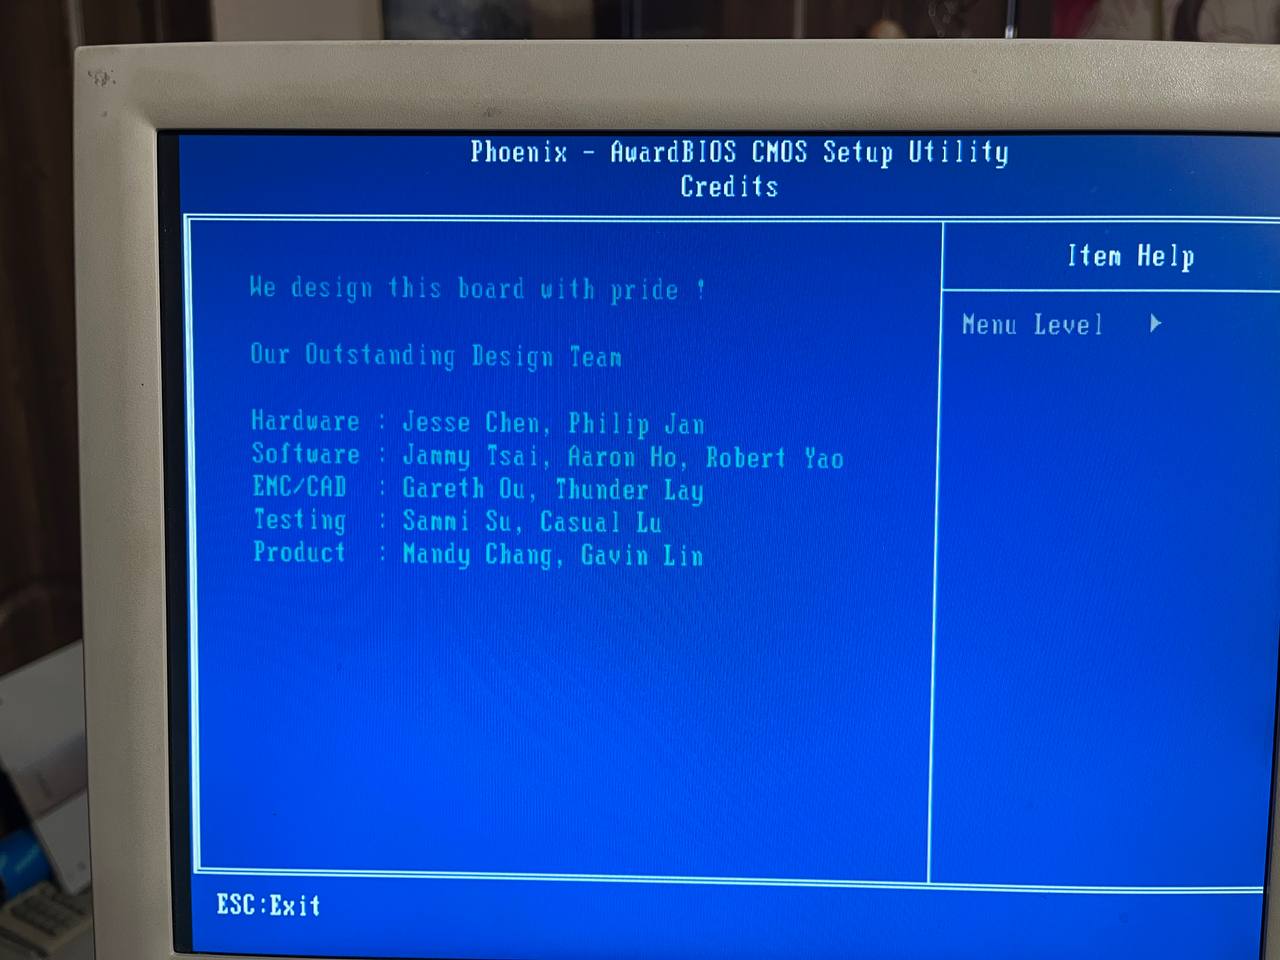 Phoenix - AwardBIOS CMOS Setup Utility
Credits
We design this board with pride !
Our Outstanding Design Team
Hardware : Jesse Chen, Philip Jan
Software : Jammy Tsai, Aaron Ho, Robert Yao
EMC/CAD : Gareth Ou, Thunder Lay
Testing : Sammi Su, Casual Lu
Product : Mandy Chang, Gavin Lin
Item Help
Menu Level ▶
ESC:Exit